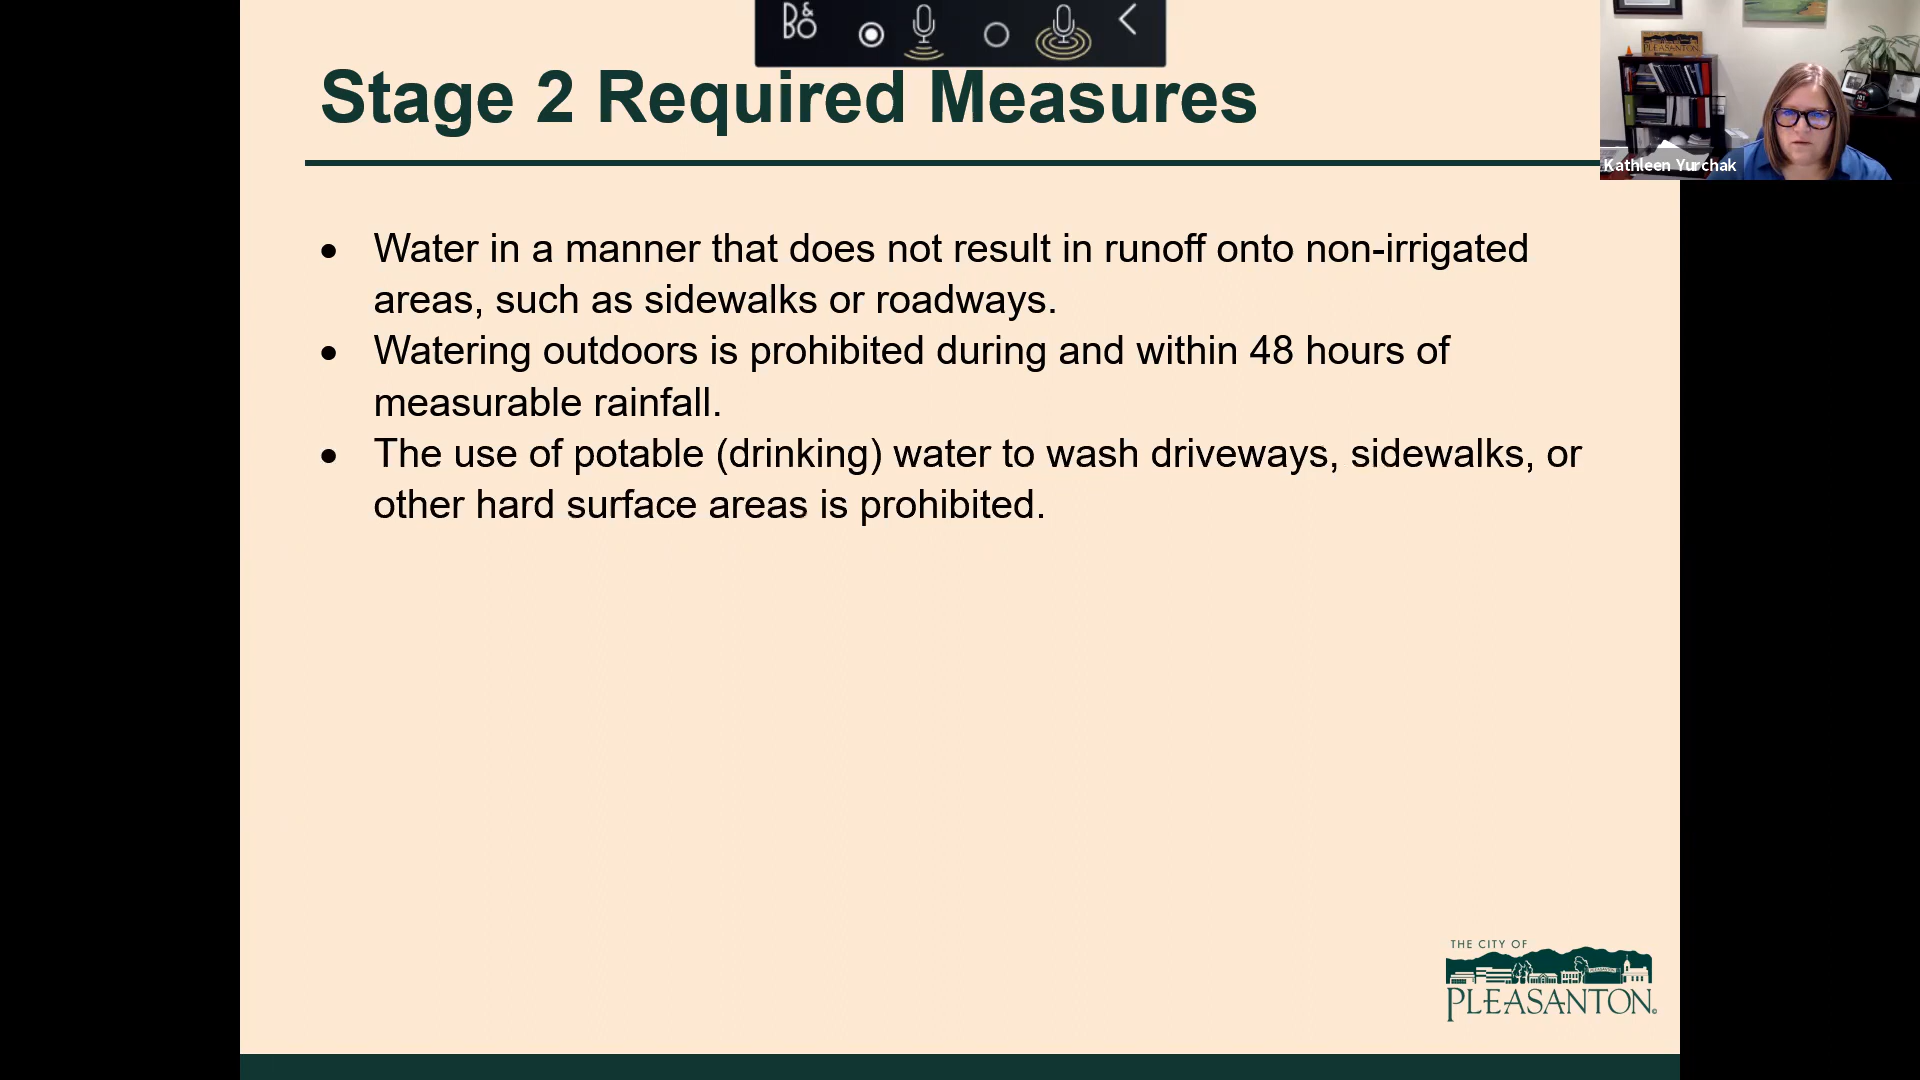 B&O
Stage 2 Required Measures
PLEASANTON
Kathleen Yurchak
• Water in a manner that does not result in runoff onto non-irrigated
areas, such as sidewalks or roadways.
• Watering outdoors is prohibited during and within 48 hours of
measurable rainfall.
• The use of potable (drinking) water to wash driveways, sidewalks, or
other hard surface areas is prohibited.
THE CITY OF
PLEASANTON
PLEASANTON.